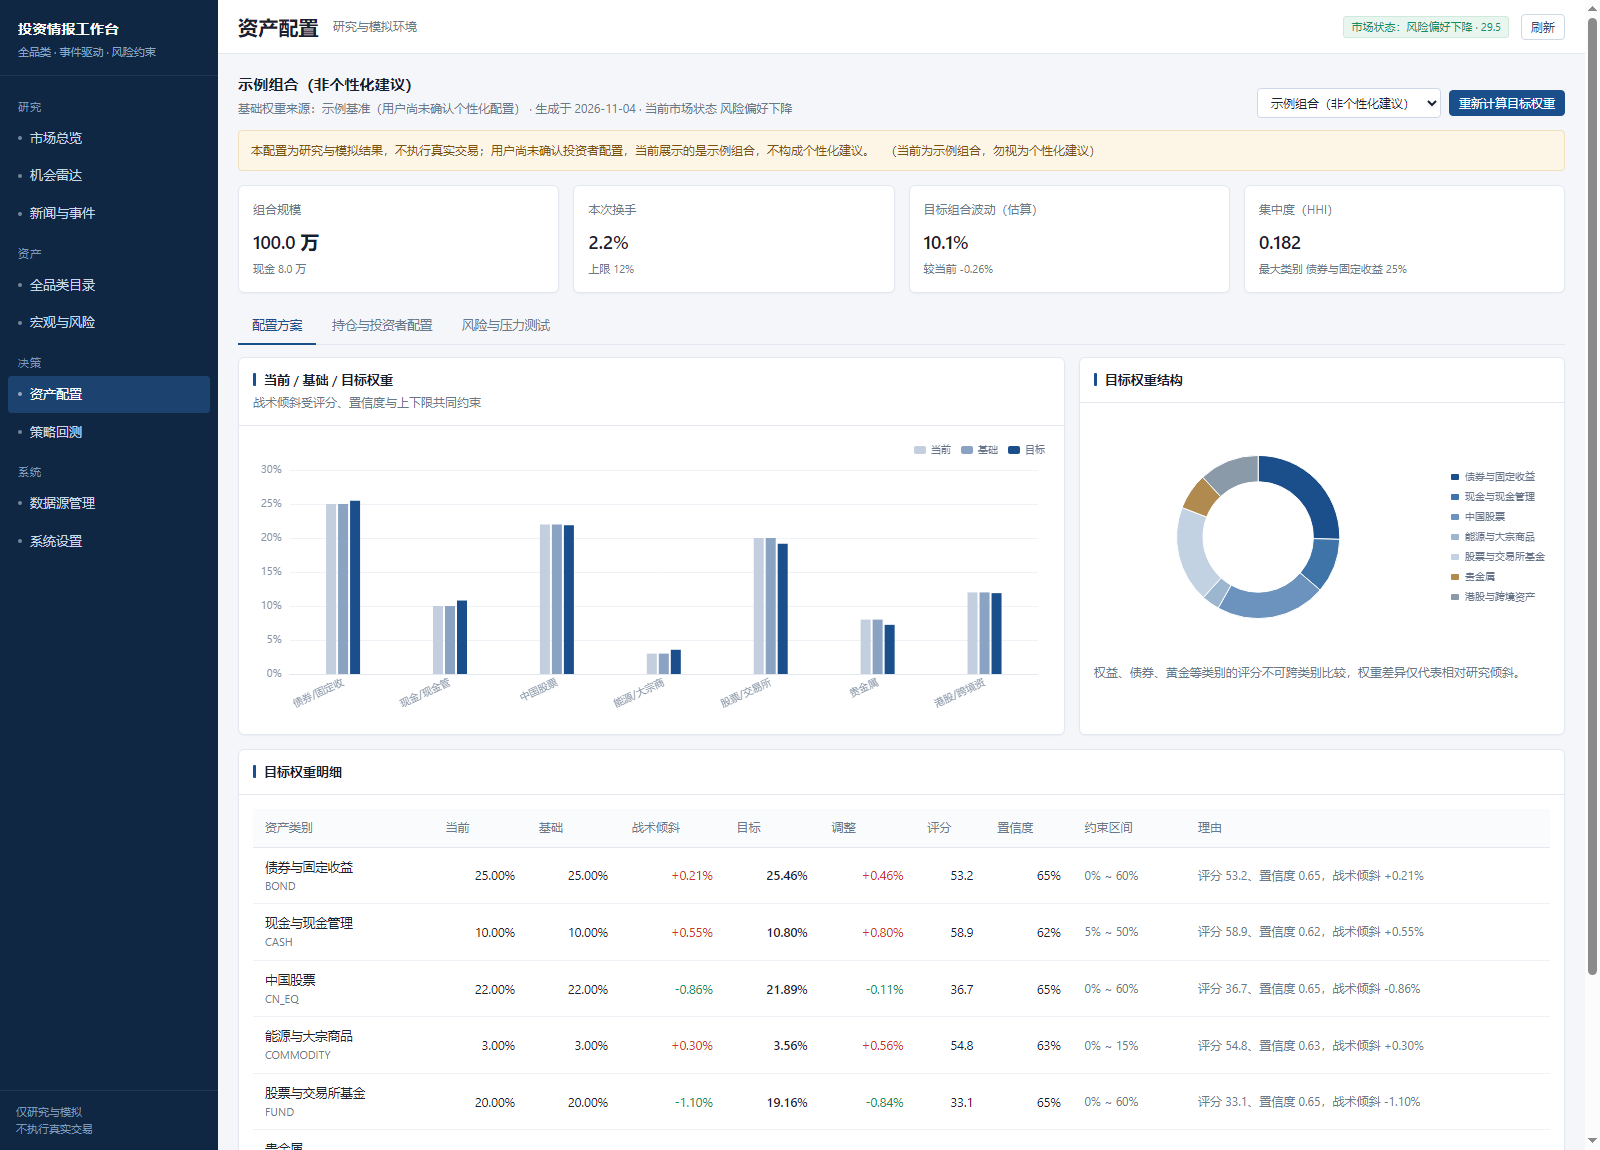 投资情报工作台
全品类 · 事件驱动 · 风险约束
研究
市场总览
机会雷达
新闻与事件
资产
全品类目录
宏观与风险
决策
资产配置
策略回测
系统
数据源管理
系统设置
仅研究与模拟
不执行真实交易
资产配置 研究与模拟环境
市场状态：风险偏好下降 · 29.5 刷新
示例组合（非个性化建议）
基础权重来源：示例基准（用户尚未确认个性化配置） · 生成于 2026-11-04 · 当前市场状态 风险偏好下降
示例组合（非个性化建议） 重新计算目标权重
本配置为研究与模拟结果，不执行真实交易；用户尚未确认投资者配置，当前展示的是示例组合，不构成个性化建议。 （当前为示例组合，勿视为个性化建议）
组合规模
100.0 万
现金 8.0 万
本次换手
2.2%
上限 12%
目标组合波动（估算）
10.1%
较当前 -0.26%
集中度（HHI）
0.182
最大类别 债券与固定收益 25%
配置方案 持仓与投资者配置 风险与压力测试
当前 / 基础 / 目标权重
战术倾斜受评分、置信度与上下限共同约束
当前 基础 目标
30%
25%
20%
15%
10%
5%
0%
债券/固定收 现金/现金管 中国股票 能源/大宗商 股票/交易所 贵金属 港股/跨境资
目标权重结构
债券与固定收益
现金与现金管理
中国股票
能源与大宗商品
股票与交易所基金
贵金属
港股与跨境资产
权益、债券、黄金等类别的评分不可跨类别比较，权重差异仅代表相对研究倾斜。
目标权重明细
资产类别 当前 基础 战术倾斜 目标 调整 评分 置信度 约束区间 理由
债券与固定收益
BOND
25.00% 25.00% +0.21% 25.46% +0.46% 53.2 65% 0% ~ 60% 评分 53.2、置信度 0.65，战术倾斜 +0.21%
现金与现金管理
CASH
10.00% 10.00% +0.55% 10.80% +0.80% 58.9 62% 5% ~ 50% 评分 58.9、置信度 0.62，战术倾斜 +0.55%
中国股票
CN_EQ
22.00% 22.00% -0.86% 21.89% -0.11% 36.7 65% 0% ~ 60% 评分 36.7、置信度 0.65，战术倾斜 -0.86%
能源与大宗商品
COMMODITY
3.00% 3.00% +0.30% 3.56% +0.56% 54.8 63% 0% ~ 15% 评分 54.8、置信度 0.63，战术倾斜 +0.30%
股票与交易所基金
FUND
20.00% 20.00% -1.10% 19.16% -0.84% 33.1 65% 0% ~ 60% 评分 33.1、置信度 0.65，战术倾斜 -1.10%
贵金属